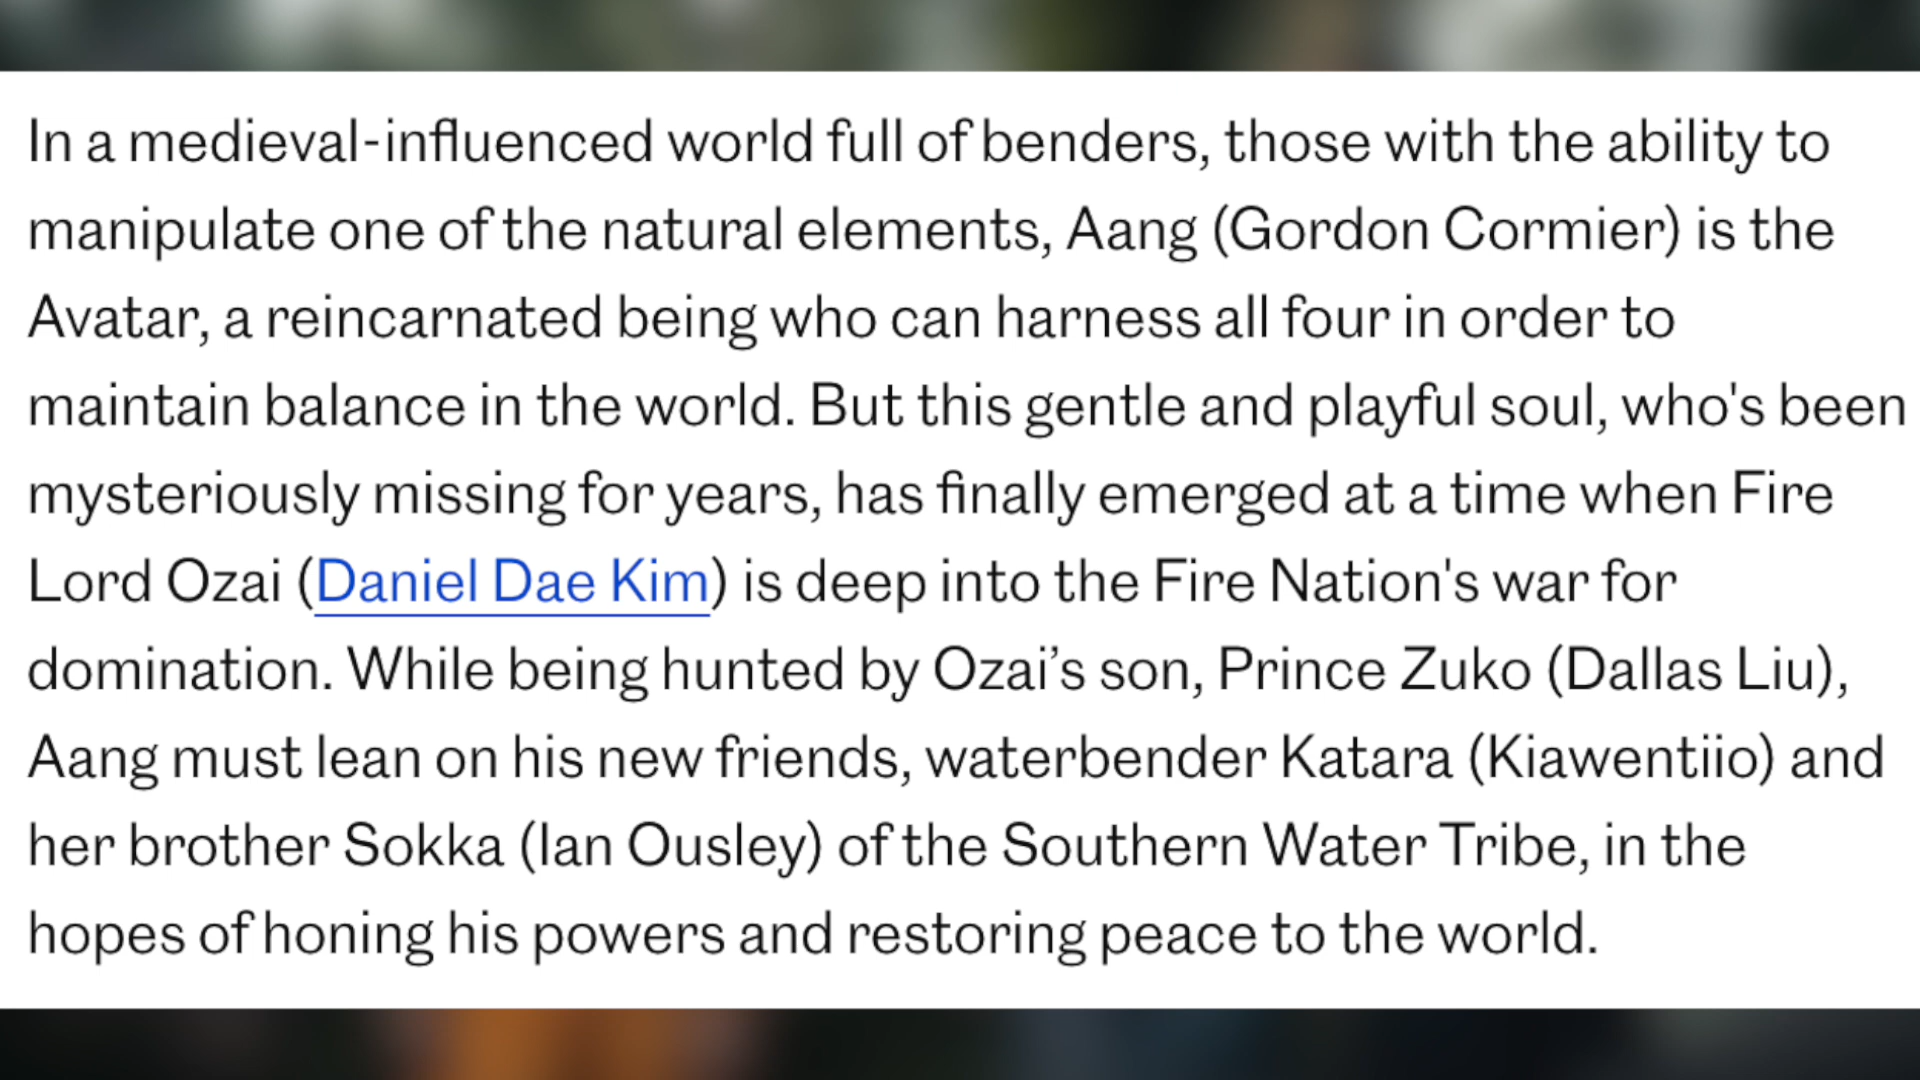 In a medieval-influenced world full of benders, those with the ability to
manipulate one of the natural elements, Aang (Gordon Cormier) is the
Avatar, a reincarnated being who can harness all four in order to
maintain balance in the world. But this gentle and playful soul, who's been
mysteriously missing for years, has finally emerged at a time when Fire
Lord Ozai (Daniel Dae Kim) is deep into the Fire Nation's war for
domination. While being hunted by Ozai’s son, Prince Zuko (Dallas Liu),
Aang must lean on his new friends, waterbender Katara (Kiawentiio) and
her brother Sokka (Ian Ousley) of the Southern Water Tribe, in the
hopes of honing his powers and restoring peace to the world.